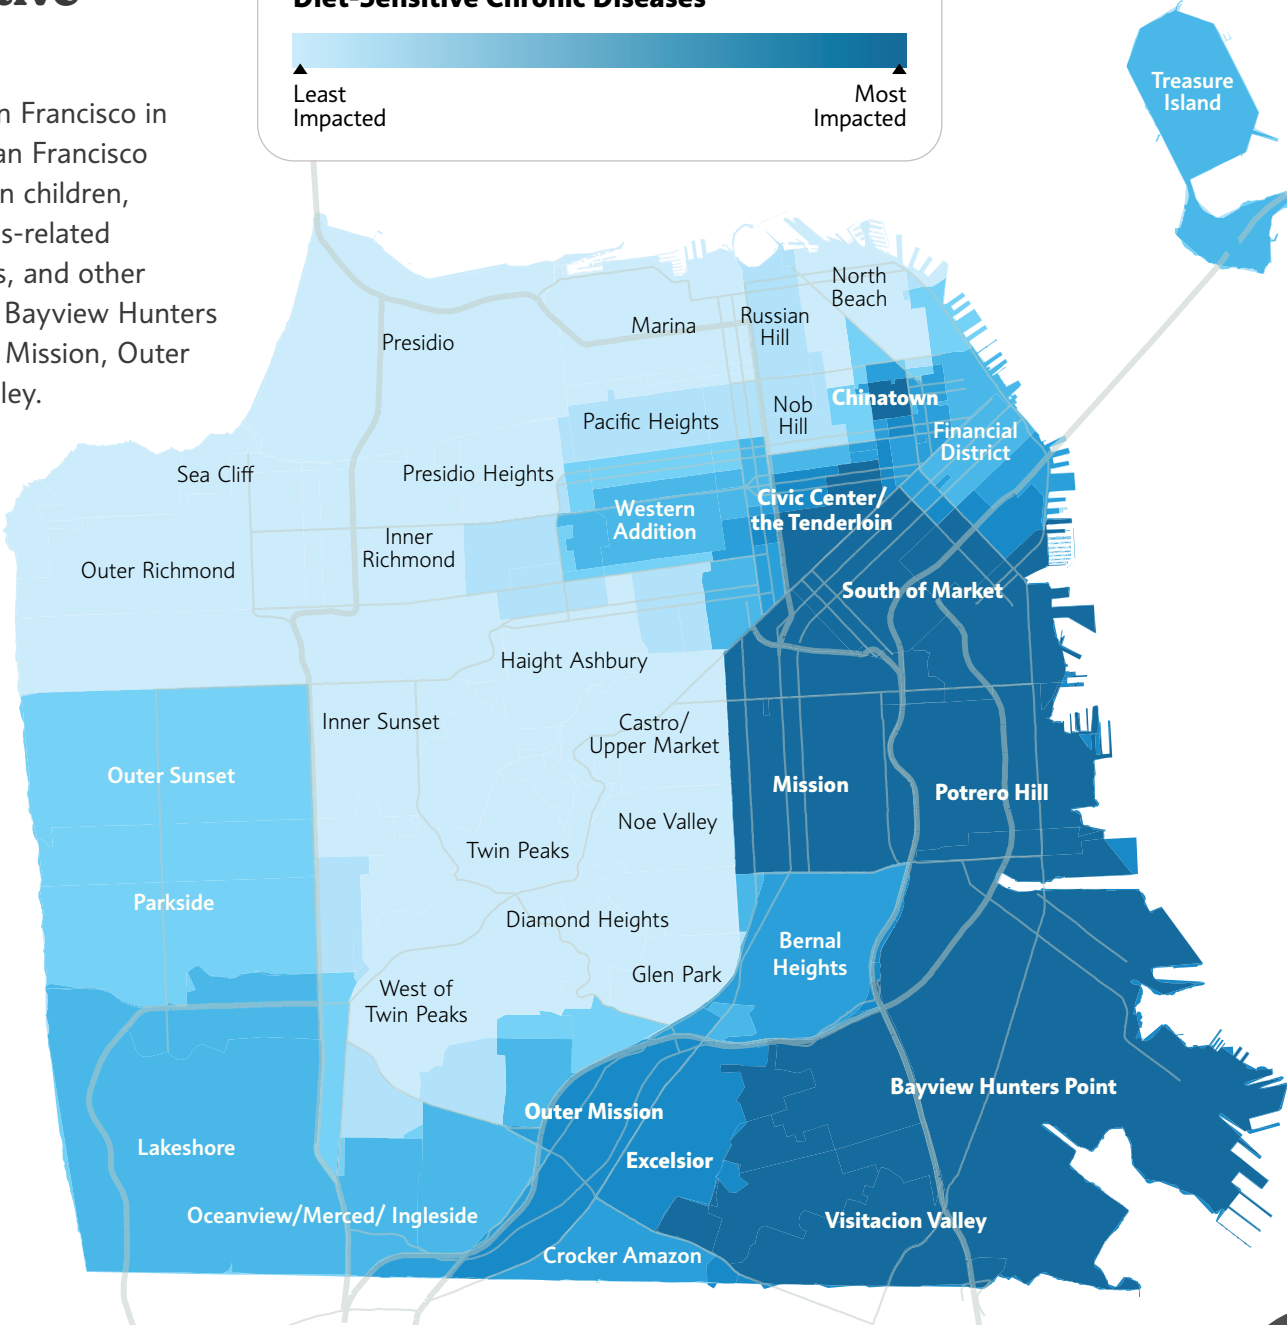 Diet-Sensitive Chronic Diseases
Least
Impacted
Most
Impacted
n Francisco in
an Francisco
n children,
s-related
s, and other
Bayview Hunters
Mission, Outer
ley.
Treasure
Island
North
Beach
Russian
Hill
Marina
Presidio
Chinatown
Nob
Hill
Pacific Heights
Financial
District
Sea Cliff
Presidio Heights
Western
Addition
Civic Center/
the Tenderloin
Inner
Richmond
Outer Richmond
South of Market
Haight Ashbury
Inner Sunset
Castro/
Upper Market
Outer Sunset
Mission
Potrero Hill
Noe Valley
Twin Peaks
Parkside
Diamond Heights
Bernal
Heights
Glen Park
West of
Twin Peaks
Bayview Hunters Point
Outer Mission
Lakeshore
Excelsior
Oceanview/Merced/ Ingleside
Visitacion Valley
Crocker Amazon